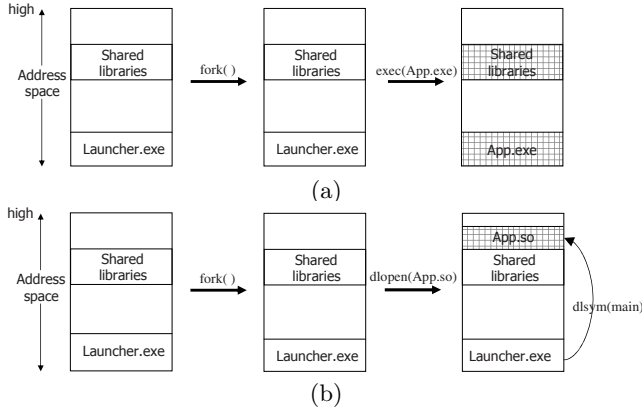 high
Address
space
Shared
libraries
Launcher.exe
fork( )
Shared
libraries
Launcher.exe
exec(App.exe)
Shared
libraries
App.exe
(a)
high
Address
space
Shared
libraries
Launcher.exe
fork( )
Shared
libraries
Launcher.exe
dlopen(App.so)
App.so
Shared
libraries
Launcher.exe
dlsym(main)
(b)